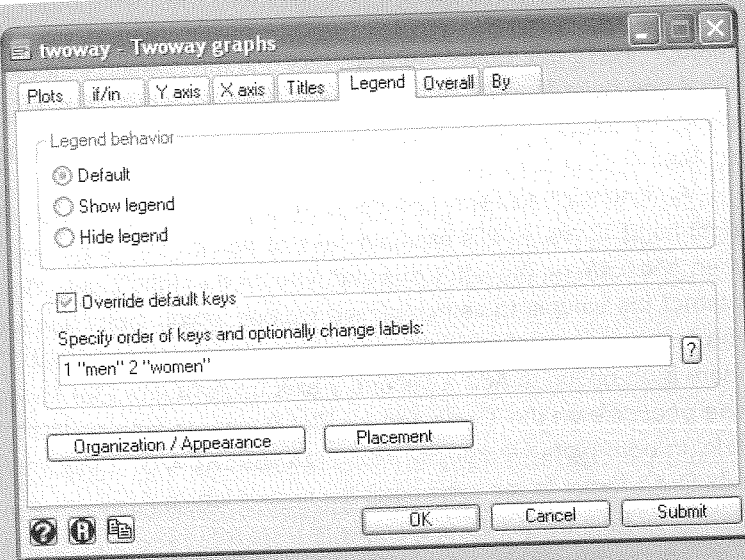 twoway - Twoway graphs
Plots if/in Y axis X axis Titles Legend Overall By
Legend behavior
Default
Show legend
Hide legend
Override default keys
Specify order of keys and optionally change labels:
1 "men" 2 "women"
?
Organization / Appearance Placement
? R OK Cancel Submit